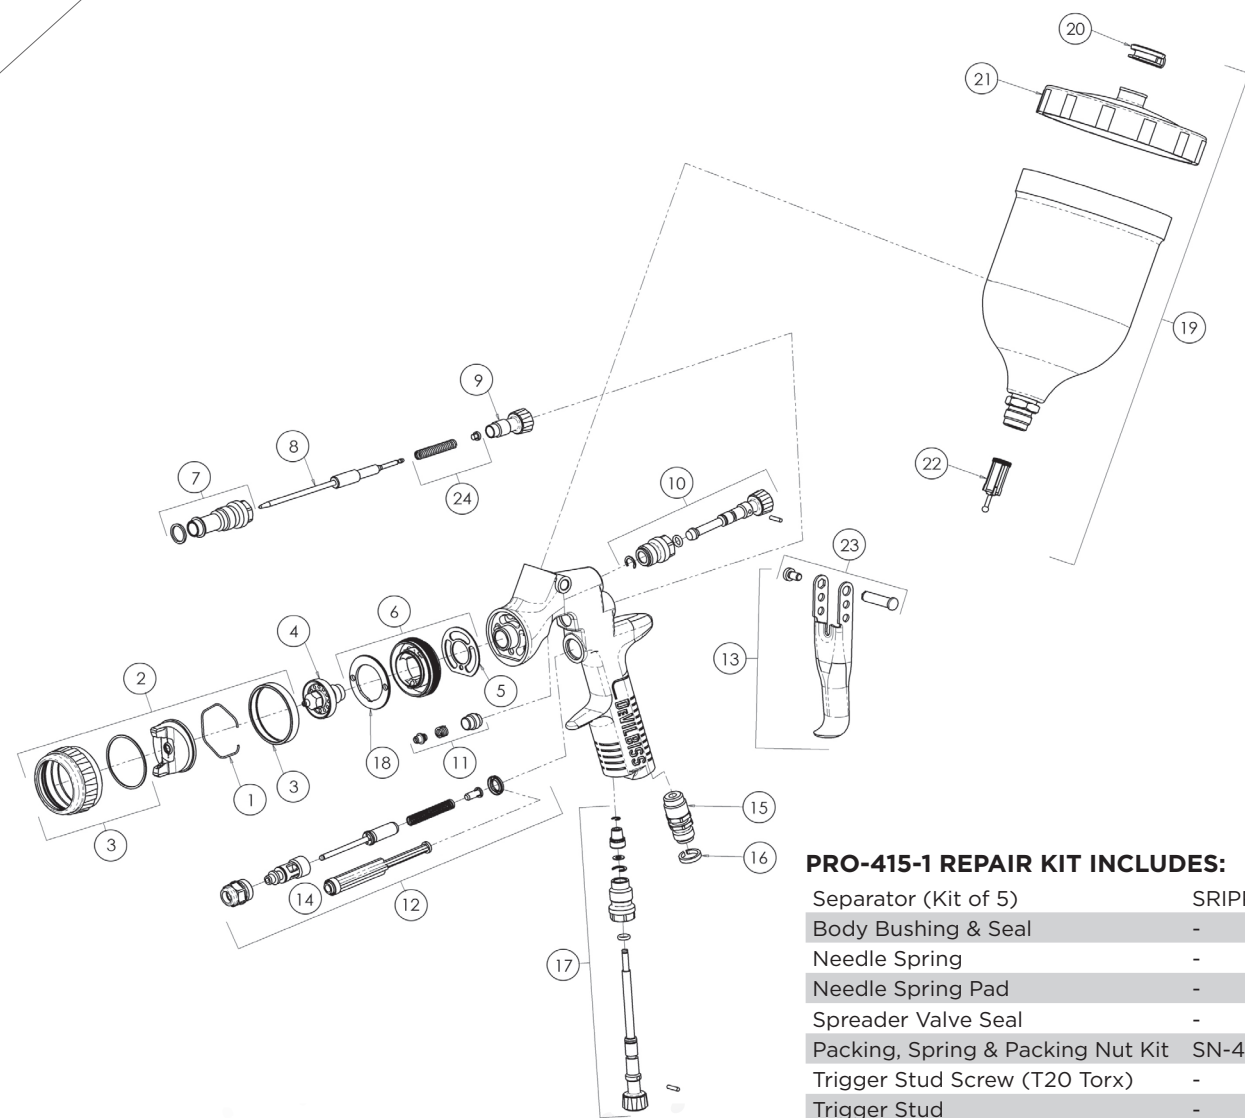 20
21
19
9
8
7
24
22
10
23
6
4
13
2
5
DEVILBISS
18
11
1
3
3
15
16
14
12
17
PRO-415-1 REPAIR KIT INCLUDES:
Separator (Kit of 5)
Body Bushing & Seal -
Needle Spring -
Needle Spring Pad -
Spreader Valve Seal -
Packing, Spring & Packing Nut Kit
Trigger Stud Screw (T20 Torx) -
Trigger Stud -